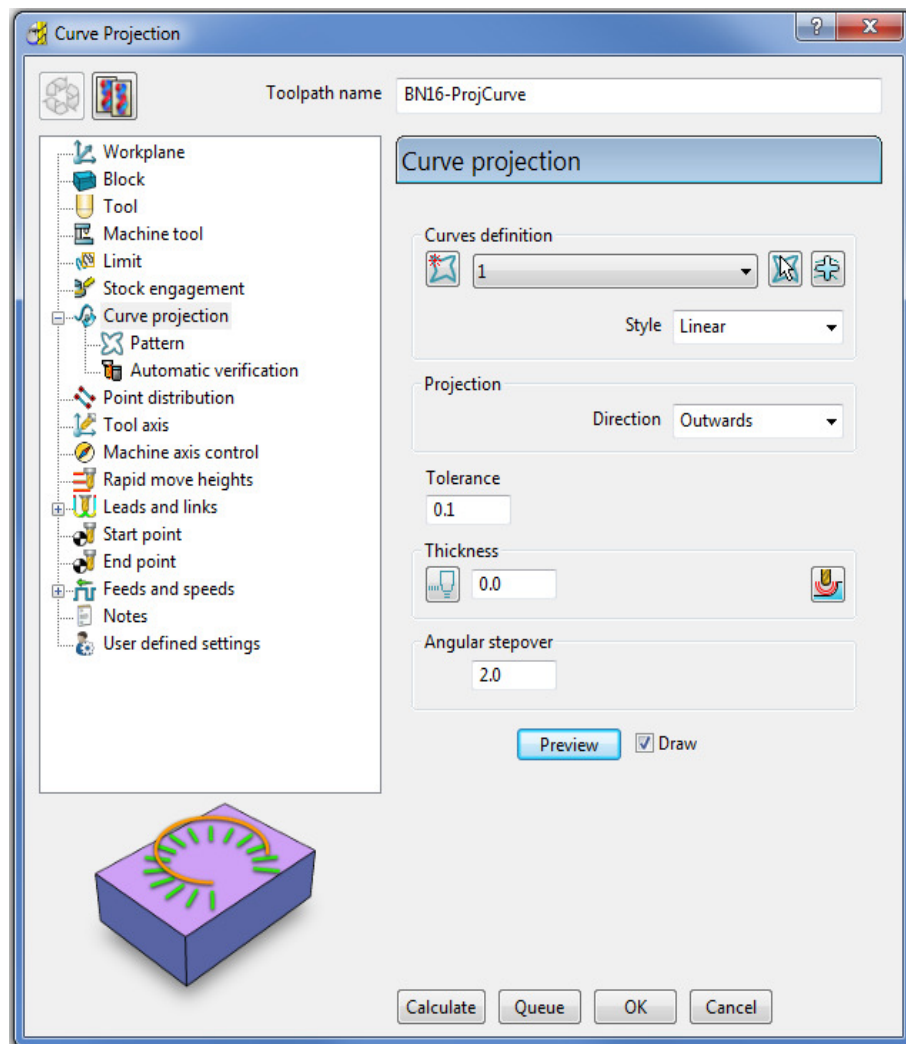 Curve Projection
Toolpath name BN16-ProjCurve
Workplane
Block
Tool
Machine tool
Limit
Stock engagement
Curve projection
Pattern
Automatic verification
Point distribution
Tool axis
Machine axis control
Rapid move heights
Leads and links
Start point
End point
Feeds and speeds
Notes
User defined settings
Curve projection
Curves definition
1
Style Linear
Projection
Direction Outwards
Tolerance
0.1
Thickness
0.0
Angular stepover
2.0
Preview Draw
Calculate Queue OK Cancel